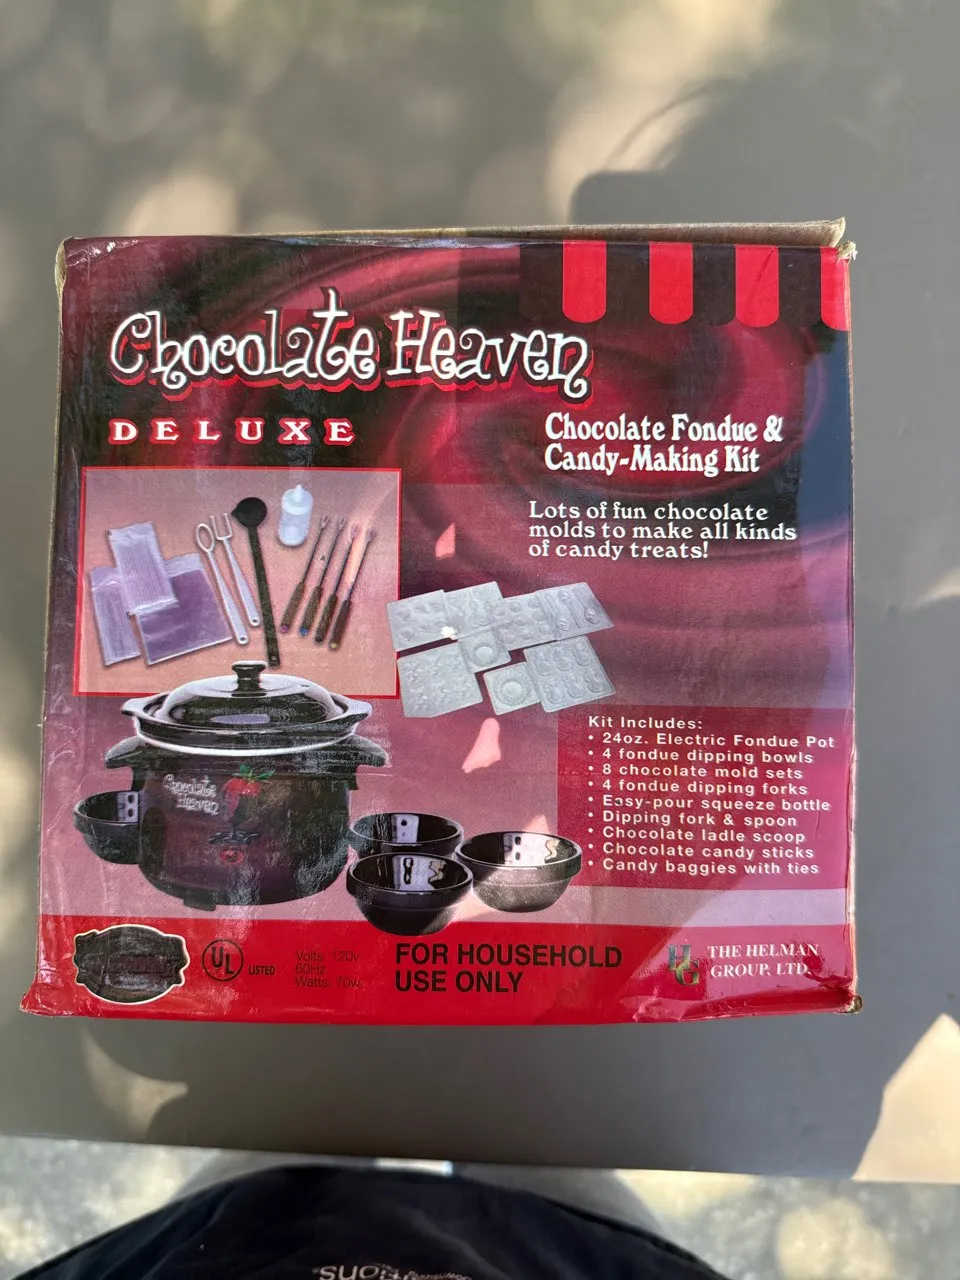 Chocolate Heaven
DELUXE
Chocolate Fondue &
Candy-Making Kit
Lots of fun chocolate
molds to make all kinds
of candy treats!
Chocolate
Heaven
Kit Includes:
• 24oz. Electric Fondue Pot
• 4 fondue dipping bowls
• 8 chocolate mold sets
• 4 fondue dipping forks
• Easy-pour squeeze bottle
• Dipping fork & spoon
• Chocolate ladle scoop
• Chocolate candy sticks
• Candy baggies with ties
UL
LISTED
Volts: 120v
60Hz
Watts: 70w
FOR HOUSEHOLD
USE ONLY
HG
THE HELMAN
GROUP, LTD.